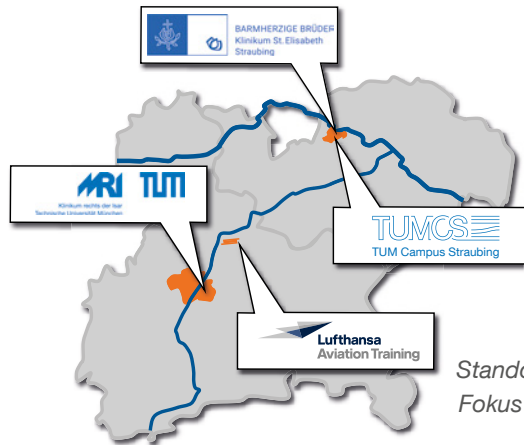 BARMHERZIGE BRÜDER
Klinikum St. Elisabeth
Straubing
MRI TUM
Klinikum rechts der Isar
Technische Universität München
TUMCS
TUM Campus Straubing
Lufthansa
Aviation Training
Stando
Fokus